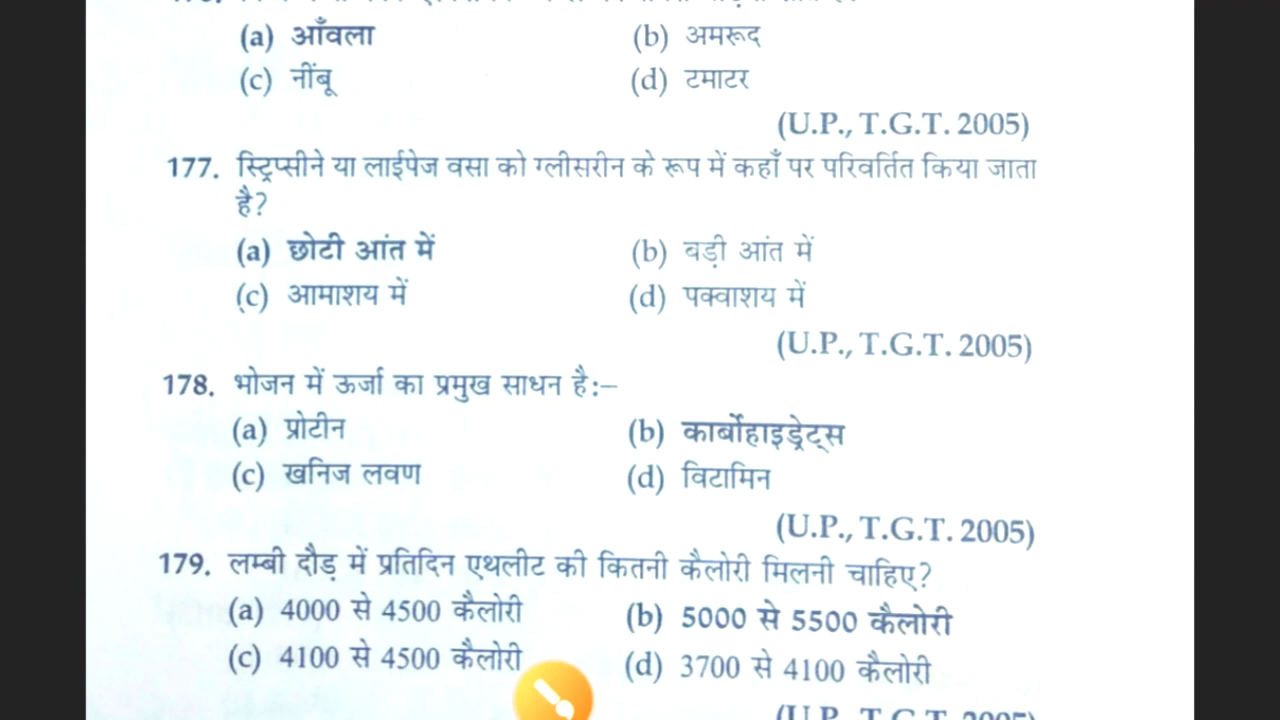 (a) आँवला (b) अमरूद
(c) नींबू (d) टमाटर
(U.P., T.G.T. 2005)
177. स्ट्रिप्सीने या लाईपेज वसा को ग्लीसरीन के रूप में कहाँ पर परिवर्तित किया जाता
है?
(a) छोटी आंत में (b) बड़ी आंत में
(c) आमाशय में (d) पक्वाशय में
(U.P., T.G.T. 2005)
178. भोजन में ऊर्जा का प्रमुख साधन है:–
(a) प्रोटीन (b) कार्बोहाइड्रेट्स
(c) खनिज लवण (d) विटामिन
(U.P., T.G.T. 2005)
179. लम्बी दौड़ में प्रतिदिन एथलीट की कितनी कैलोरी मिलनी चाहिए?
(a) 4000 से 4500 कैलोरी (b) 5000 से 5500 कैलोरी
(c) 4100 से 4500 कैलोरी (d) 3700 से 4100 कैलोरी
(U.P., T.G.T. 2005)